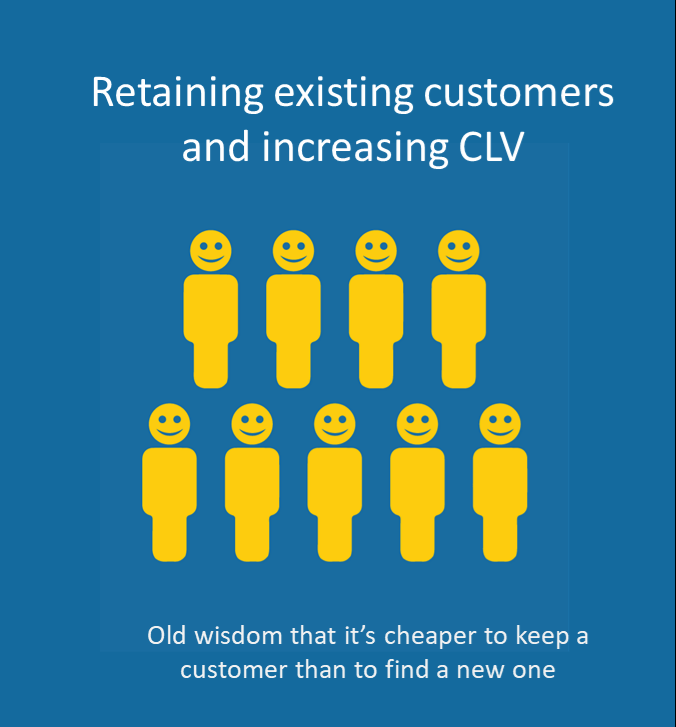 Retaining existing customers
and increasing CLV
Old wisdom that it’s cheaper to keep a
customer than to find a new one